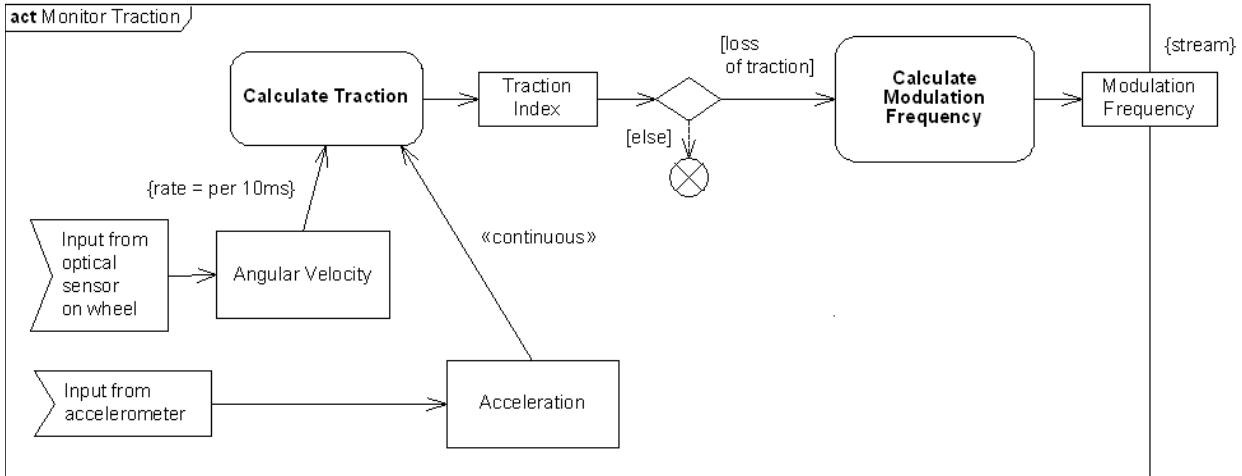 act Monitor Traction
{stream}
[loss
of traction]
Calculate Traction
Traction
Index
Calculate
Modulation
Frequency
Modulation
Frequency
[else]
{rate = per 10ms}
Input from
optical
sensor
on wheel
Angular Velocity
«continuous»
Input from
accelerometer
Acceleration